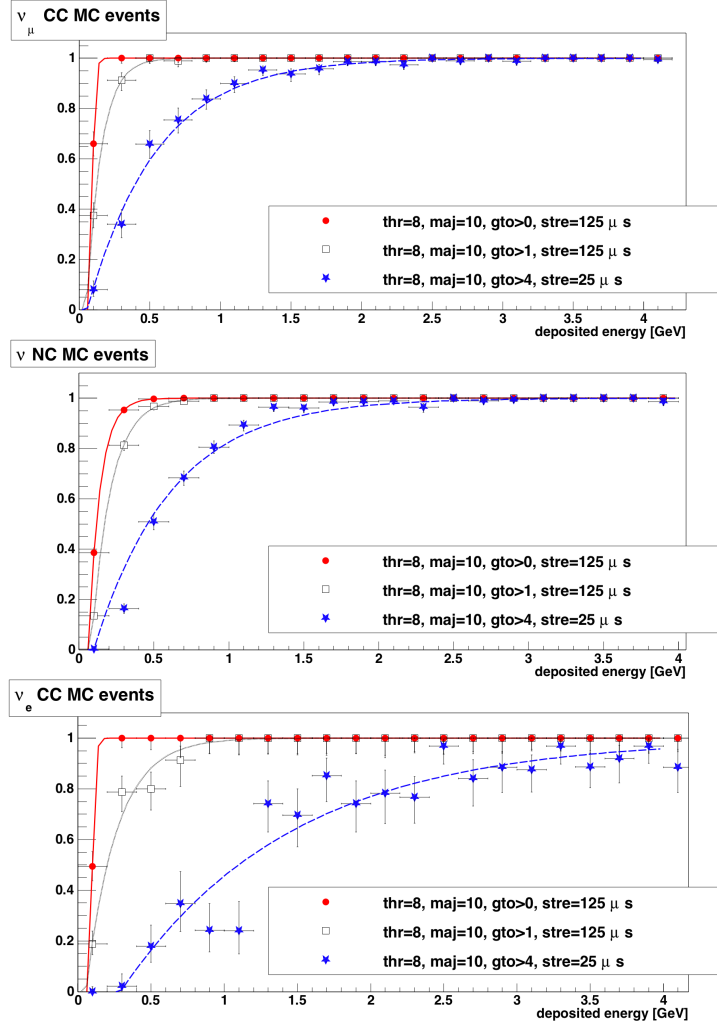 ν μ CC MC events
1
0.8
0.6
0.4
0.2
0
thr=8, maj=10, gto>0, stre=125 μ s
thr=8, maj=10, gto>1, stre=125 μ s
thr=8, maj=10, gto>4, stre=25 μ s
0 0.5 1 1.5 2 2.5 3 3.5 4
deposited energy [GeV]
ν NC MC events
1
0.8
0.6
0.4
0.2
0
thr=8, maj=10, gto>0, stre=125 μ s
thr=8, maj=10, gto>1, stre=125 μ s
thr=8, maj=10, gto>4, stre=25 μ s
0 0.5 1 1.5 2 2.5 3 3.5 4
deposited energy [GeV]
ν e CC MC events
1
0.8
0.6
0.4
0.2
0
thr=8, maj=10, gto>0, stre=125 μ s
thr=8, maj=10, gto>1, stre=125 μ s
thr=8, maj=10, gto>4, stre=25 μ s
0 0.5 1 1.5 2 2.5 3 3.5 4
deposited energy [GeV]